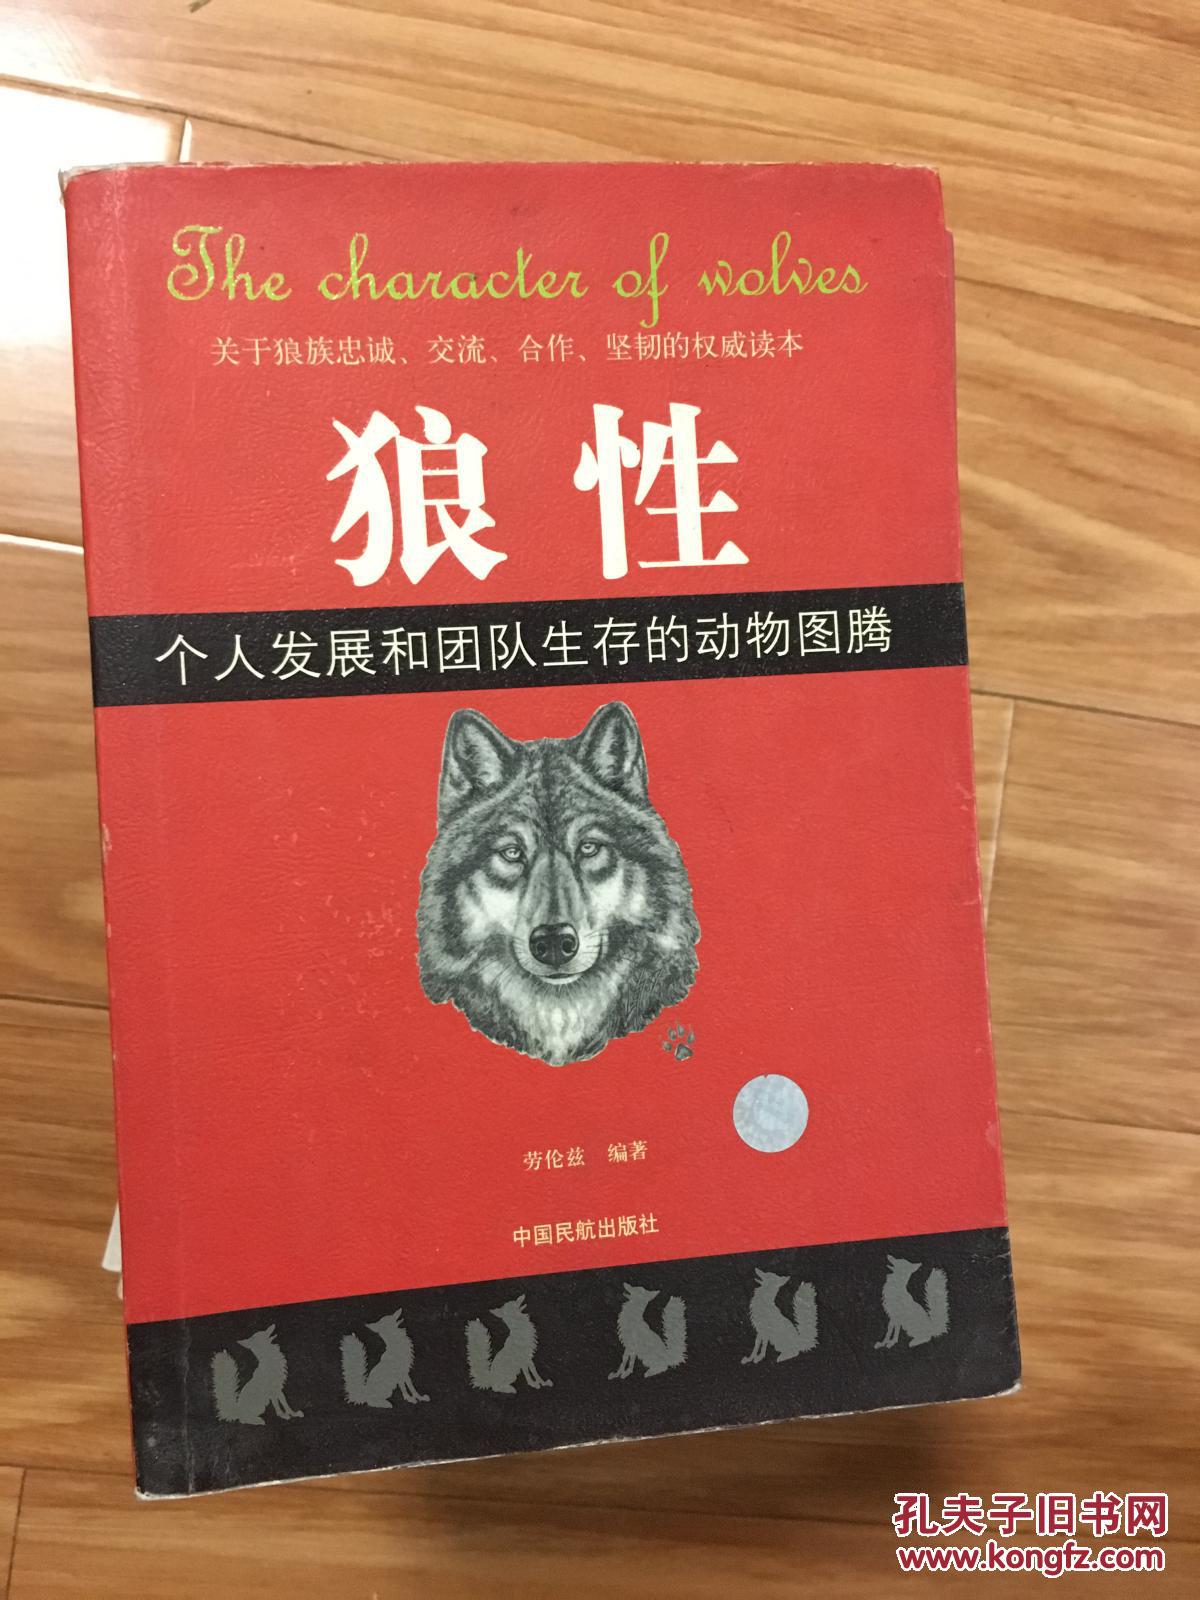 The character of wolves
关于狼族忠诚、交流、合作、坚韧的权威读本
狼性
个人发展和团队生存的动物图腾
劳伦兹 编著
中国民航出版社
孔夫子旧书网
www.kongfz.com